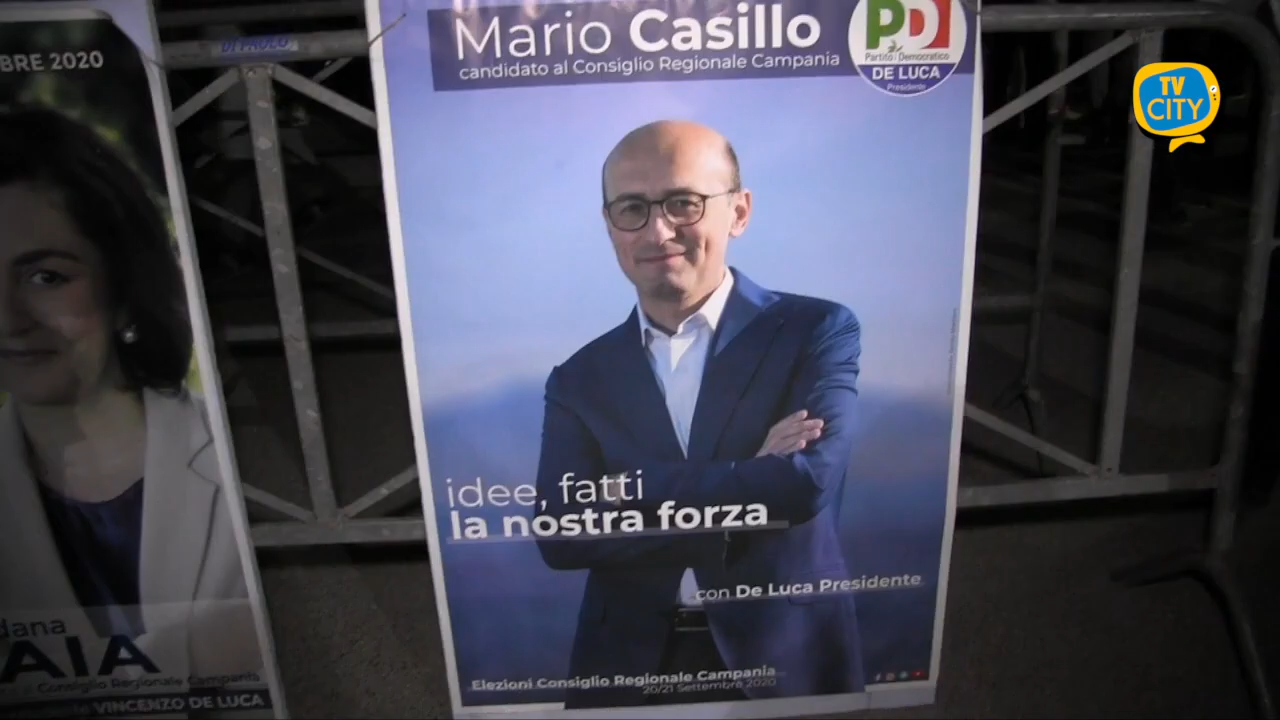 BRE 2020
DI PAOLO
Mario Casillo
candidato al Consiglio Regionale Campania
PD
Partito Democratico
DE LUCA
Presidente
TV
CITY
idee, fatti
la nostra forza
con De Luca Presidente
Elezioni Consiglio Regionale Campania
20/21 Settembre 2020
dana
AIA
Consiglio Regionale Campania
VINCENZO DE LUCA